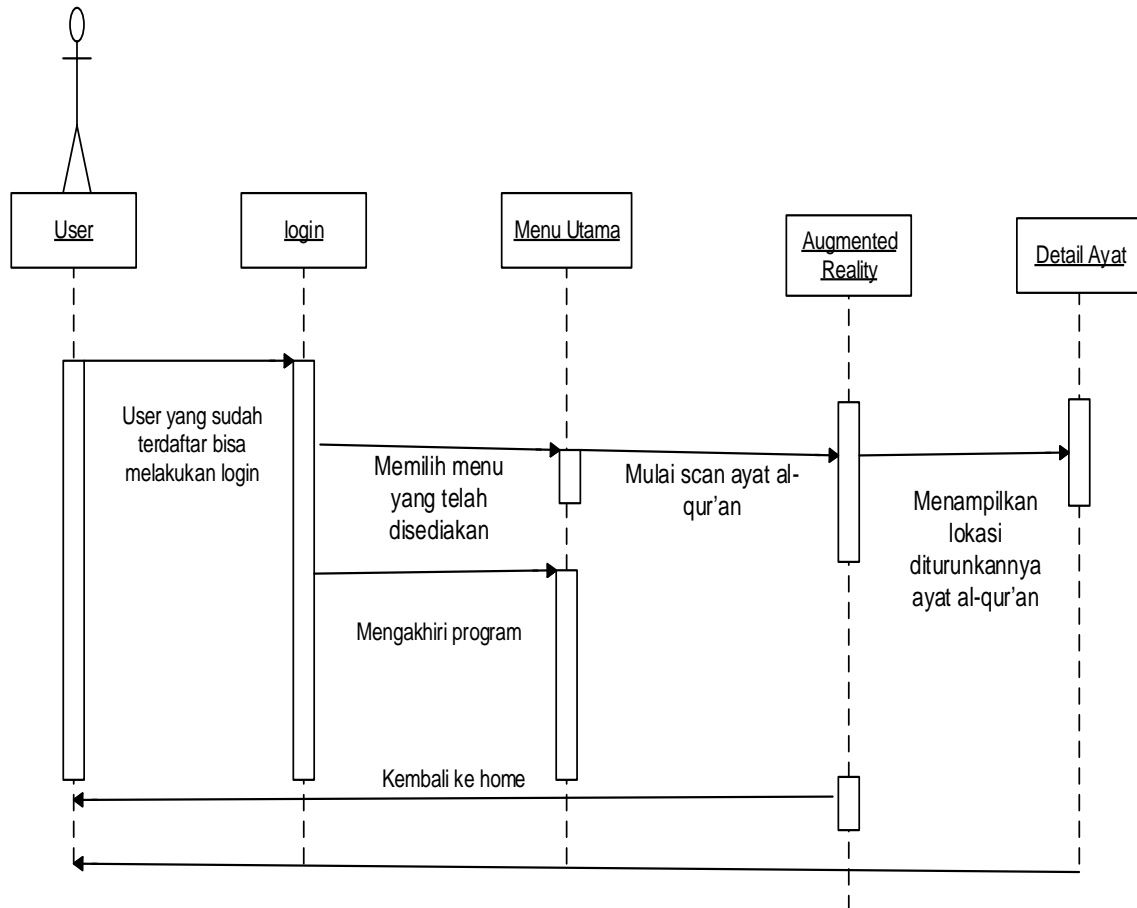 User
login
Menu Utama
Augmented
Reality
Detail Ayat
User yang sudah
terdaftar bisa
melakukan login
Memilih menu
yang telah
disediakan
Mulai scan ayat al-
qur'an
Menampilkan
lokasi
diturunkannya
ayat al-qur'an
Mengakhiri program
Kembali ke home